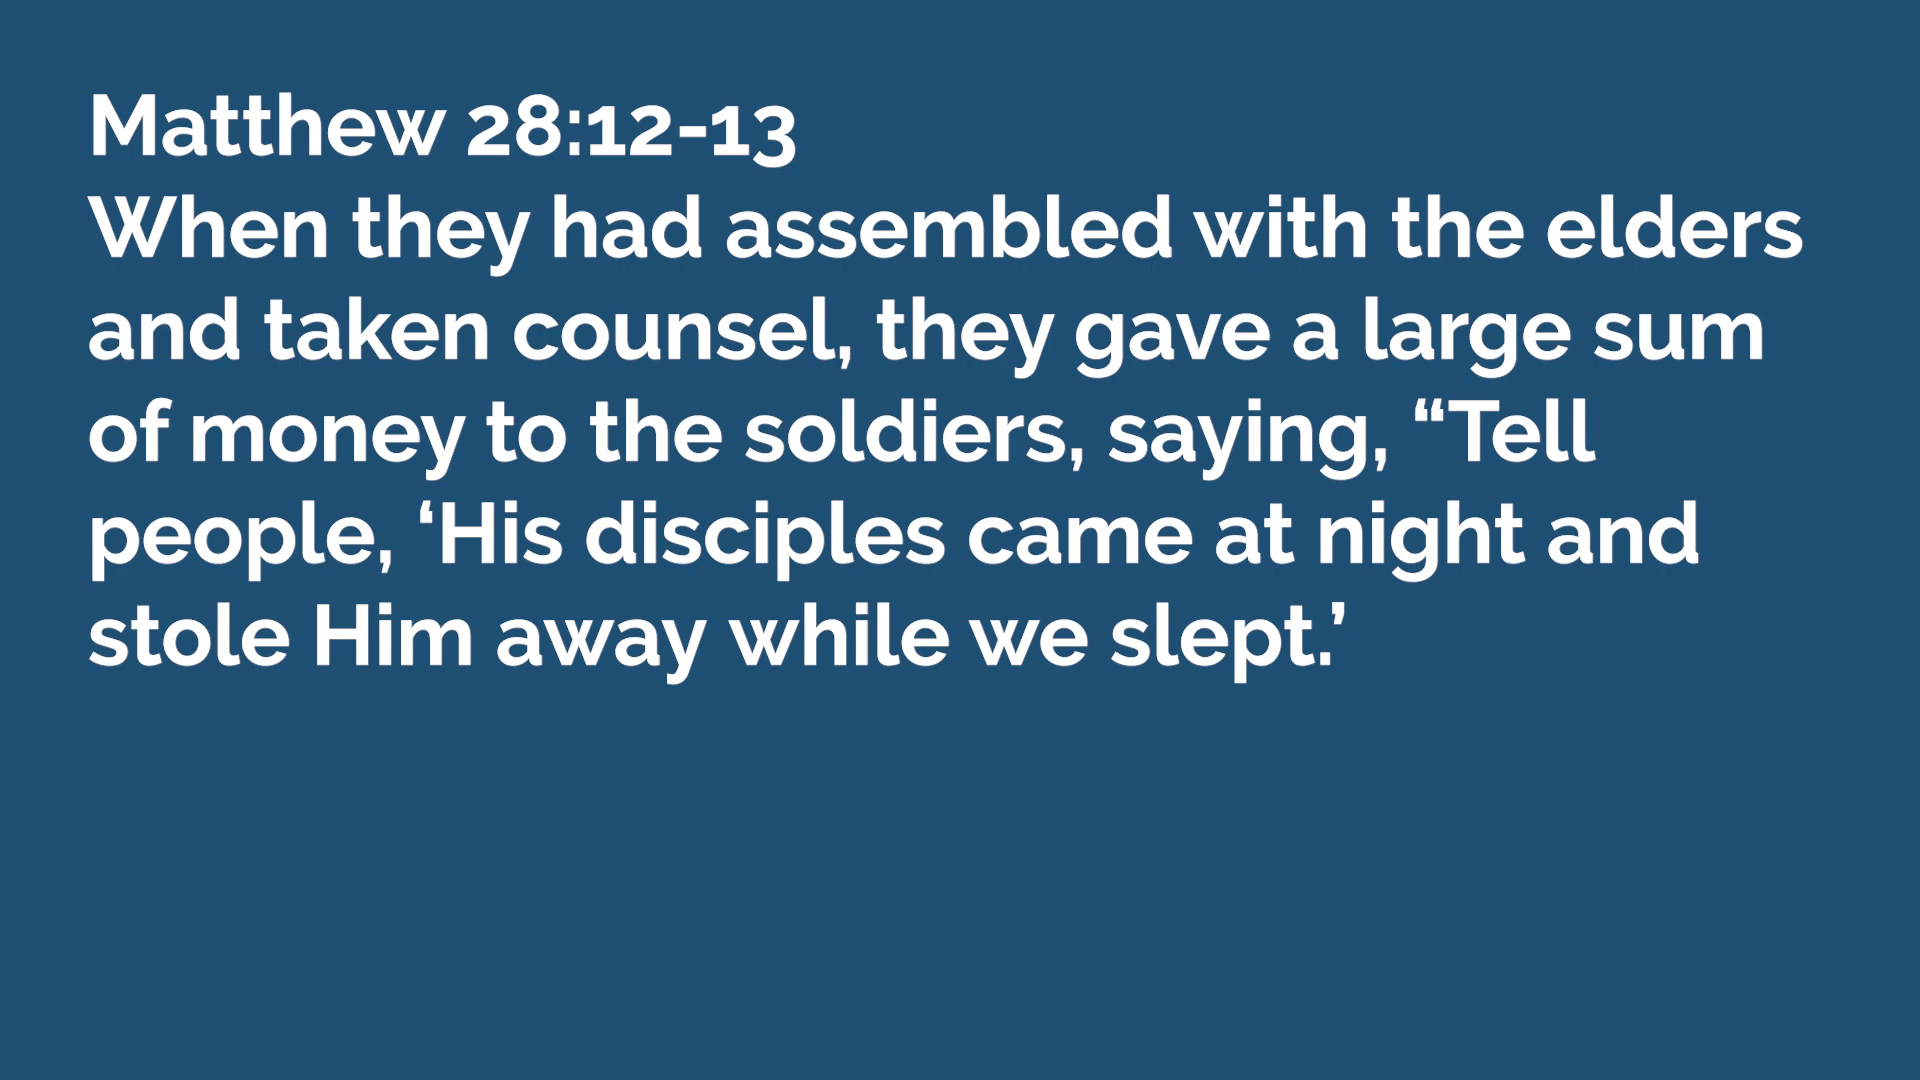 Matthew 28:12-13
When they had assembled with the elders
and taken counsel, they gave a large sum
of money to the soldiers, saying, “Tell
people, ‘His disciples came at night and
stole Him away while we slept.’